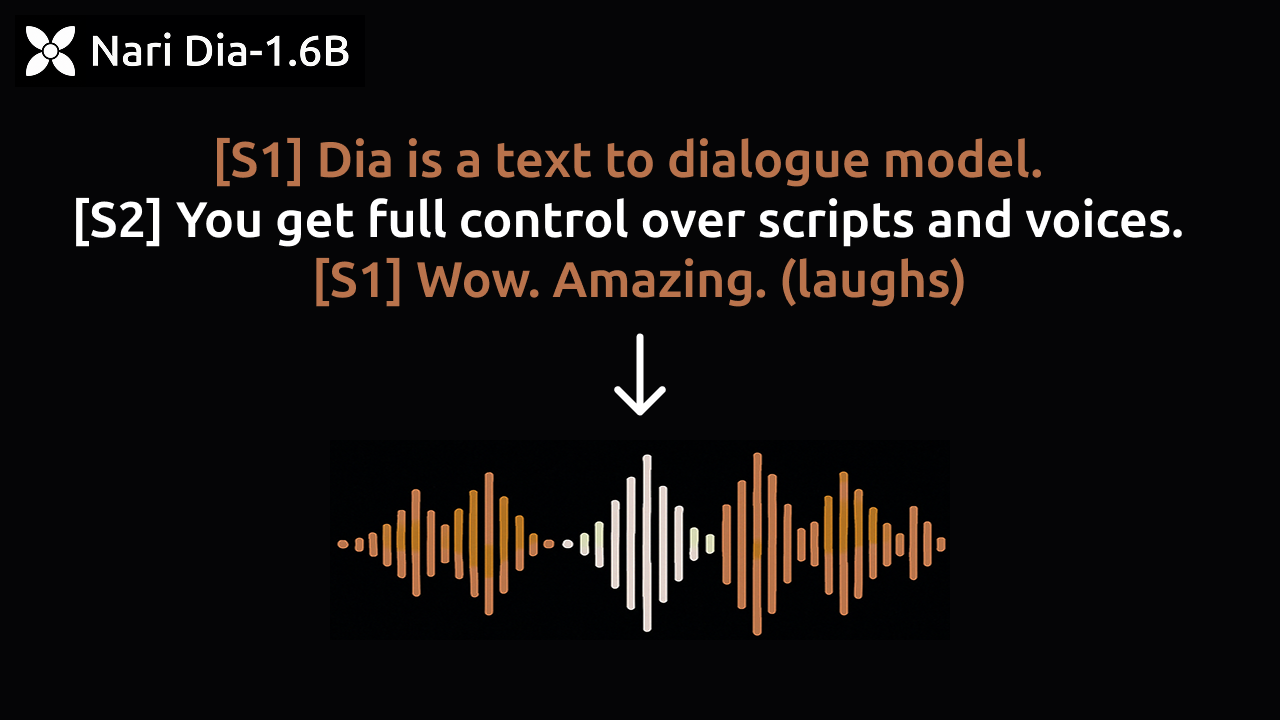 Nari Dia-1.6B
[S1] Dia is a text to dialogue model.
[S2] You get full control over scripts and voices.
[S1] Wow. Amazing. (laughs)